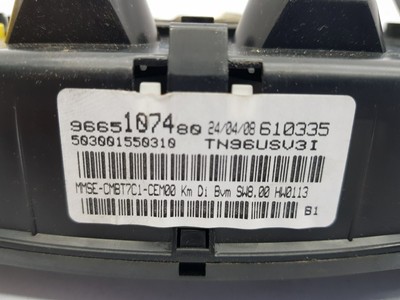 9665107480 24/04/08 610335
503001550310 TN96USV3I
MMSE-CMBT7C1-CEM00 Km Di Bvm SW8.00 HW0113
B1